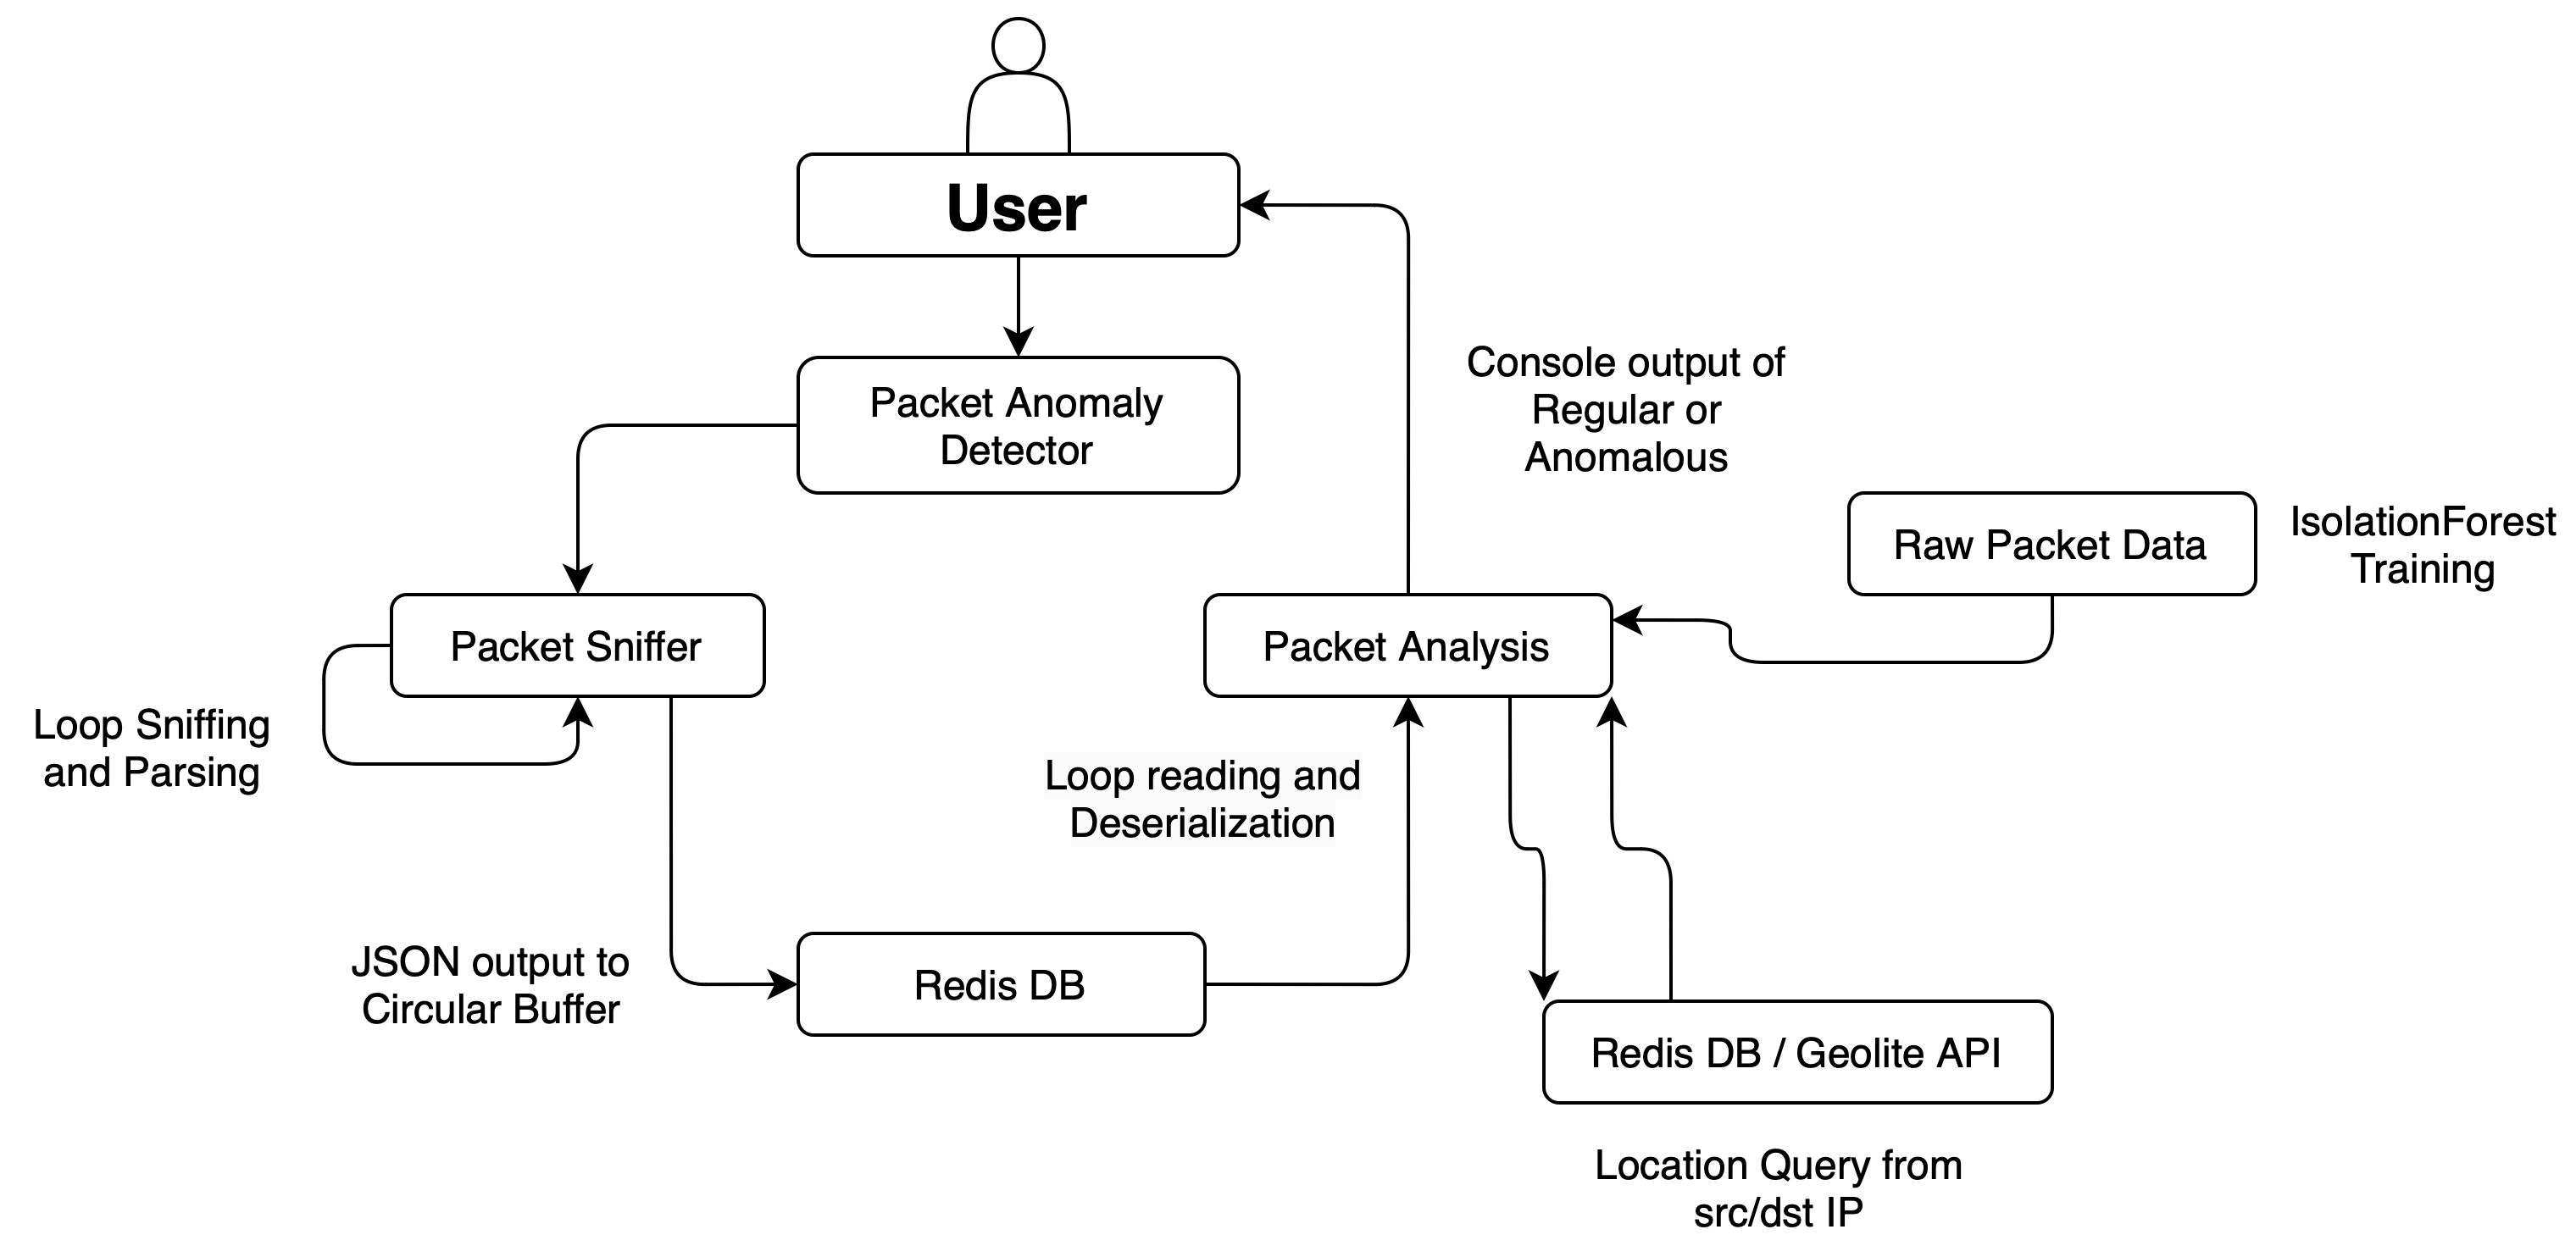 User
Packet Anomaly
Detector
Console output of
Regular or
Anomalous
Raw Packet Data
IsolationForest
Training
Packet Sniffer
Packet Analysis
Loop Sniffing
and Parsing
Loop reading and
Deserialization
JSON output to
Circular Buffer
Redis DB
Redis DB / Geolite API
Location Query from
src/dst IP